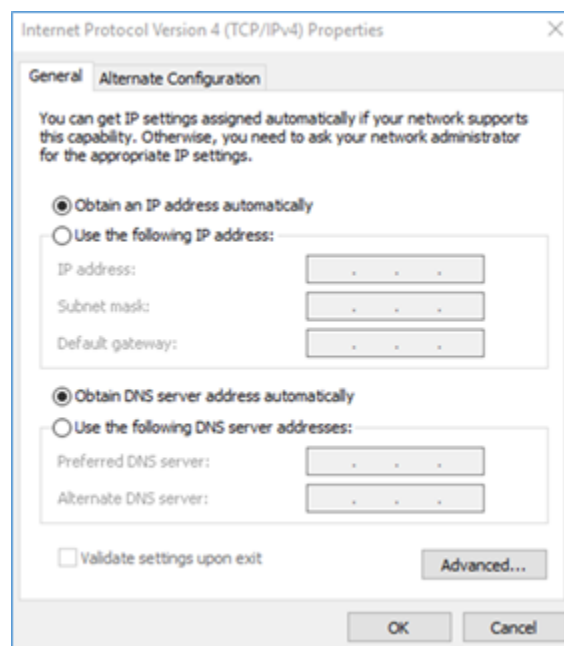 Internet Protocol Version 4 (TCP/IPv4) Properties
General
Alternate Configuration
You can get IP settings assigned automatically if your network supports
this capability. Otherwise, you need to ask your network administrator
for the appropriate IP settings.
Obtain an IP address automatically
Use the following IP address:
IP address:
Subnet mask:
Default gateway:
Obtain DNS server address automatically
Use the following DNS server addresses:
Preferred DNS server:
Alternate DNS server:
Validate settings upon exit
Advanced...
OK
Cancel